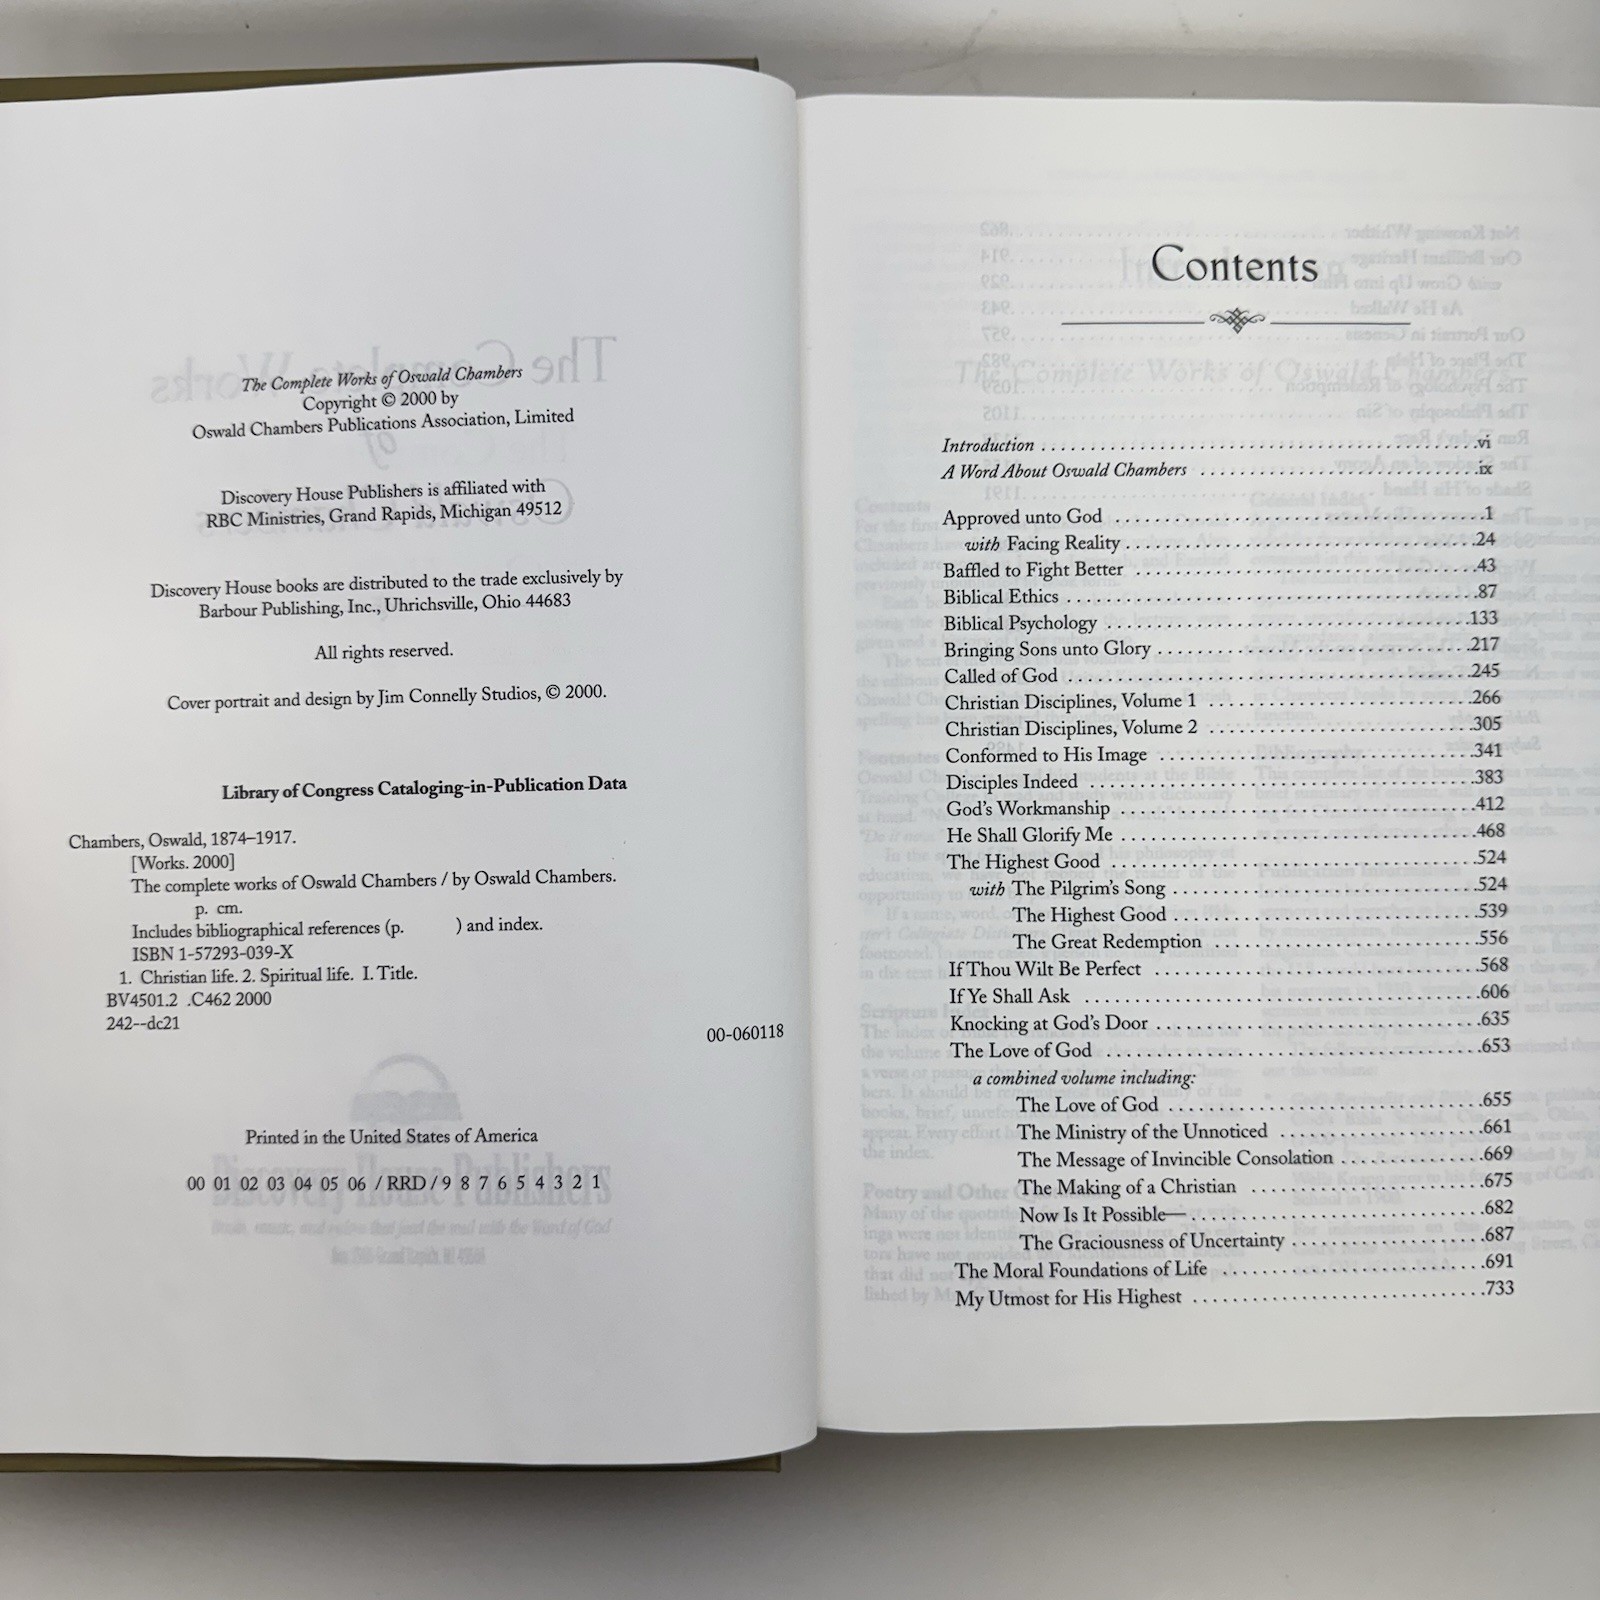 The Complete Works of Oswald Chambers
Copyright © 2000 by
Oswald Chambers Publications Association, Limited
Discovery House Publishers is affiliated with
RBC Ministries, Grand Rapids, Michigan 49512
Discovery House books are distributed to the trade exclusively by
Barbour Publishing, Inc., Uhrichsville, Ohio 44683
All rights reserved.
Cover portrait and design by Jim Connelly Studios, © 2000.
Library of Congress Cataloging-in-Publication Data
Chambers, Oswald, 1874–1917.
[Works. 2000]
The complete works of Oswald Chambers / by Oswald Chambers.
p. cm.
Includes bibliographical references (p. ) and index.
ISBN 1-57293-039-X
1. Christian life. 2. Spiritual life. I. Title.
BV4501.2 .C462 2000
242--dc21
00-060118
Printed in the United States of America
00 01 02 03 04 05 06 / RRD / 9 8 7 6 5 4 3 2 1
Contents
Introduction . . . . . . . . . . . . . . . . . . . . vi
A Word About Oswald Chambers . . . . . . . . . . . . . . . . . . . . ix
Approved unto God . . . . . . . . . . . . . . . . . . . . 1
with Facing Reality . . . . . . . . . . . . . . . . . . . . 24
Baffled to Fight Better . . . . . . . . . . . . . . . . . . . . 43
Biblical Ethics . . . . . . . . . . . . . . . . . . . . 87
Biblical Psychology . . . . . . . . . . . . . . . . . . . . 133
Bringing Sons unto Glory . . . . . . . . . . . . . . . . . . . . 217
Called of God . . . . . . . . . . . . . . . . . . . . 245
Christian Disciplines, Volume 1 . . . . . . . . . . . . . . . . . . . . 266
Christian Disciplines, Volume 2 . . . . . . . . . . . . . . . . . . . . 305
Conformed to His Image . . . . . . . . . . . . . . . . . . . . 341
Disciples Indeed . . . . . . . . . . . . . . . . . . . . 383
God's Workmanship . . . . . . . . . . . . . . . . . . . . 412
He Shall Glorify Me . . . . . . . . . . . . . . . . . . . . 468
The Highest Good . . . . . . . . . . . . . . . . . . . . 524
with The Pilgrim's Song . . . . . . . . . . . . . . . . . . . . 524
The Highest Good . . . . . . . . . . . . . . . . . . . . 539
The Great Redemption . . . . . . . . . . . . . . . . . . . . 556
If Thou Wilt Be Perfect . . . . . . . . . . . . . . . . . . . . 568
If Ye Shall Ask . . . . . . . . . . . . . . . . . . . . 606
Knocking at God's Door . . . . . . . . . . . . . . . . . . . . 635
The Love of God . . . . . . . . . . . . . . . . . . . . 653
a combined volume including:
The Love of God . . . . . . . . . . . . . . . . . . . . 655
The Ministry of the Unnoticed . . . . . . . . . . . . . . . . . . . . 661
The Message of Invincible Consolation . . . . . . . . . . . . . . . 669
The Making of a Christian . . . . . . . . . . . . . . . . . . . . 675
Now Is It Possible— . . . . . . . . . . . . . . . . . . . . 682
The Graciousness of Uncertainty . . . . . . . . . . . . . . . . . . . . 687
The Moral Foundations of Life . . . . . . . . . . . . . . . . . . . . 691
My Utmost for His Highest . . . . . . . . . . . . . . . . . . . . 733